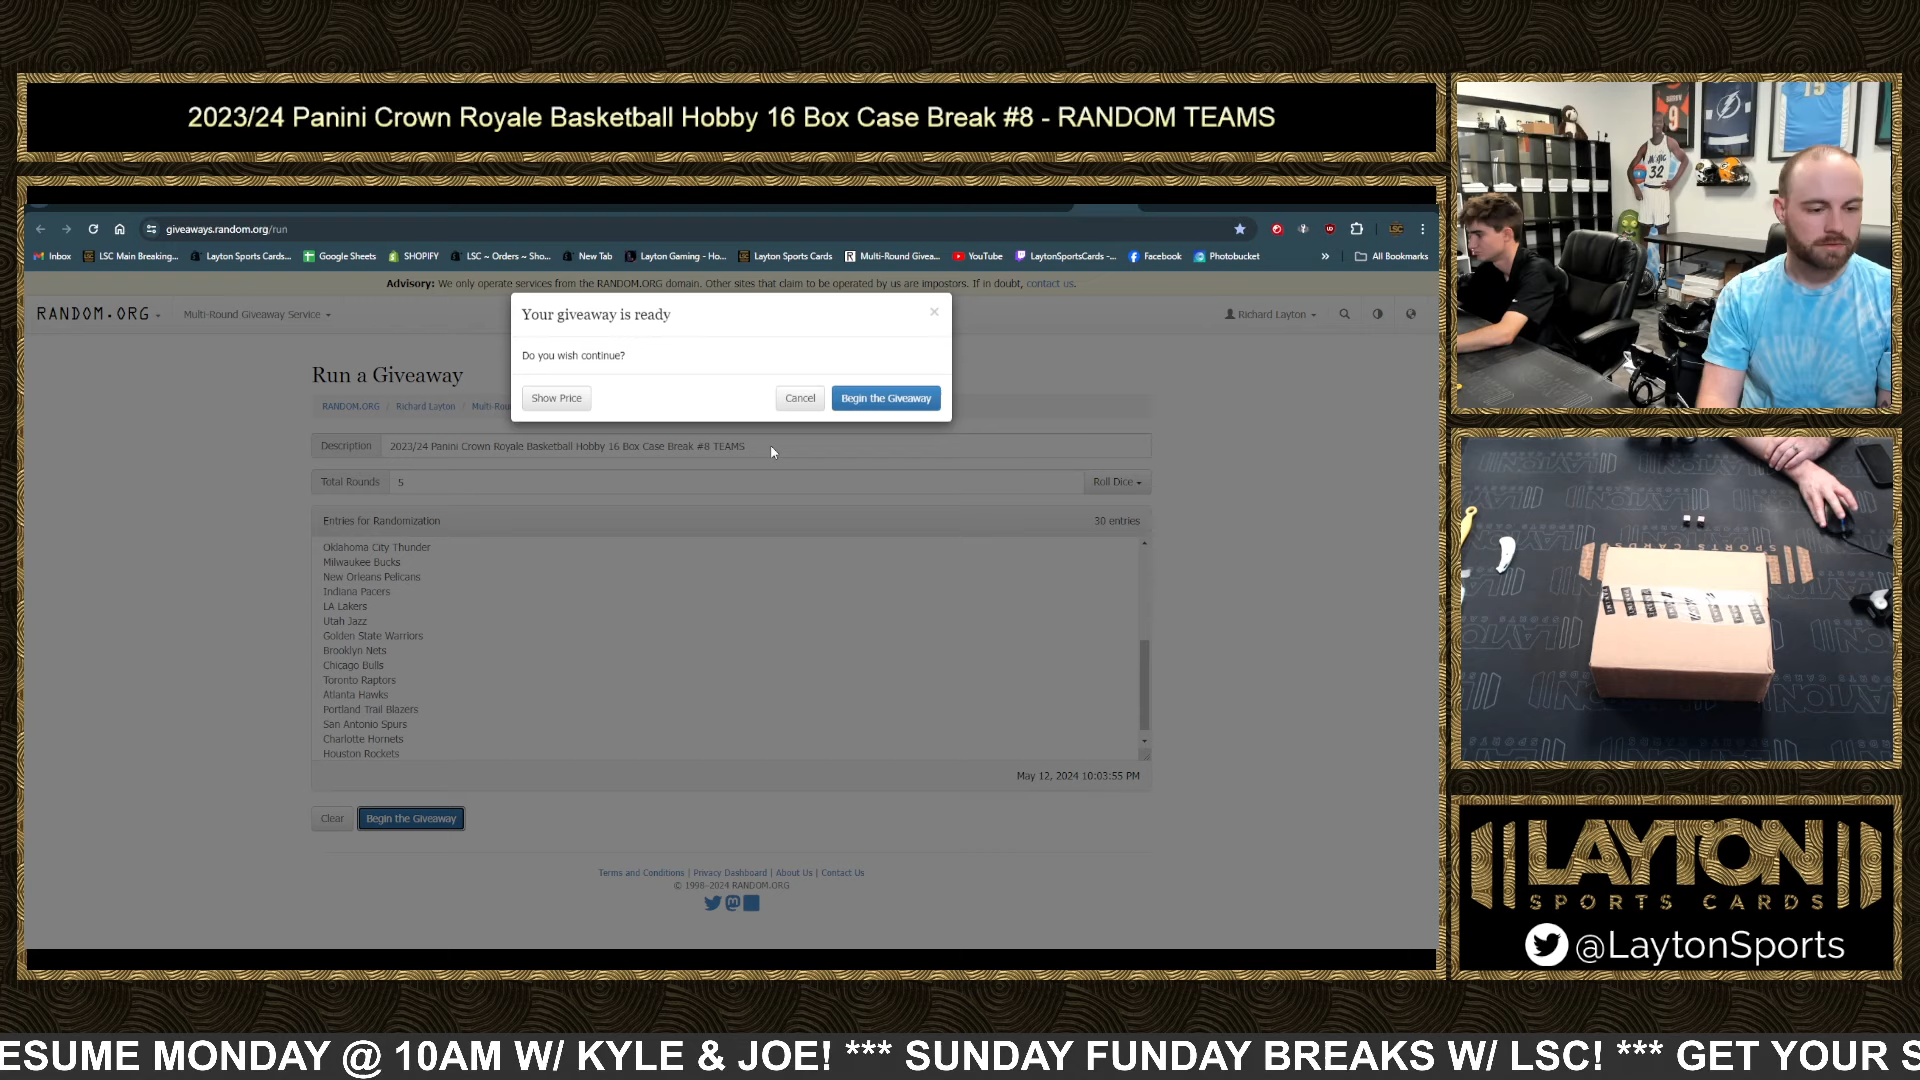 2023/24 Panini Crown Royale Basketball Hobby 16 Box Case Break #8 - RANDOM TEAMS
giveaways.random.org/run
Inbox LSC Main Breaking... Layton Sports Cards... Google Sheets SHOPIFY LSC ~ Orders ~ Sho... New Tab Layton Gaming - Ho... Layton Sports Cards Multi-Round Givea... YouTube LaytonSportsCards -... Facebook Photobucket » All Bookmarks
Advisory: We only operate services from the RANDOM.ORG domain. Other sites that claim to be operated by us are impostors. If in doubt, contact us.
RANDOM.ORG Multi-Round Giveaway Service Richard Layton
Your giveaway is ready ×
Do you wish continue?
Show Price Cancel Begin the Giveaway
Run a Giveaway
RANDOM.ORG Richard Layton
Description 2023/24 Panini Crown Royale Basketball Hobby 16 Box Case Break #8 TEAMS
Total Rounds 5 Roll Dice
Entries for Randomization 30 entries
Oklahoma City Thunder
Milwaukee Bucks
New Orleans Pelicans
Indiana Pacers
LA Lakers
Utah Jazz
Golden State Warriors
Brooklyn Nets
Chicago Bulls
Toronto Raptors
Atlanta Hawks
Portland Trail Blazers
San Antonio Spurs
Charlotte Hornets
Houston Rockets
May 12, 2024 10:03:55 PM
Clear Begin the Giveaway
Terms and Conditions | Privacy Dashboard | About Us | Contact Us
© 1998-2024 RANDOM.ORG
9
32
LAYTON
SPORTS CARDS
LAYTON
SPORTS CARDS
@LaytonSports
ESUME MONDAY @ 10AM W/ KYLE & JOE! *** SUNDAY FUNDAY BREAKS W/ LSC! *** GET YOUR S